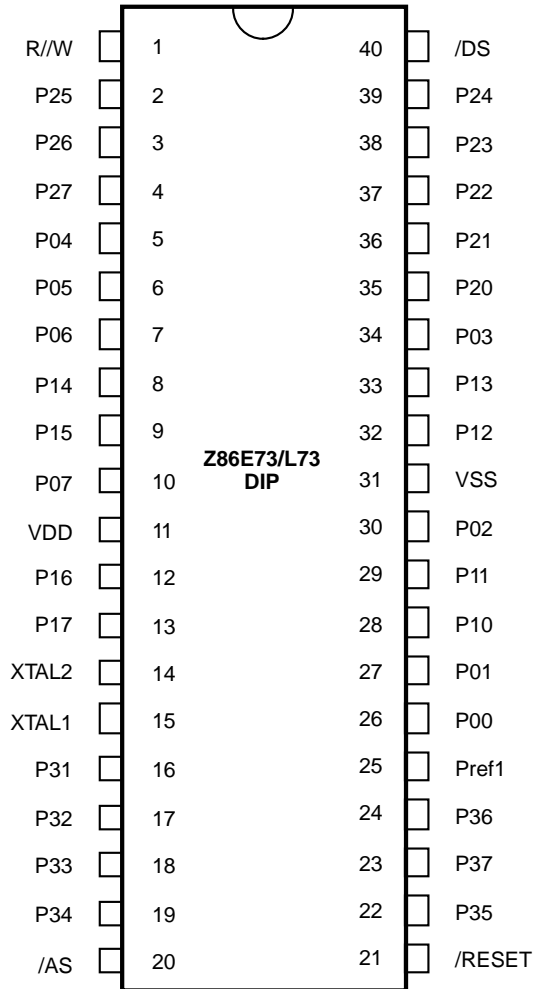 R//W 1 40 /DS
P25 2 39 P24
P26 3 38 P23
P27 4 37 P22
P04 5 36 P21
P05 6 35 P20
P06 7 34 P03
P14 8 33 P13
P15 9 32 P12
Z86E73/L73
DIP
P07 10 31 VSS
VDD 11 30 P02
P16 12 29 P11
P17 13 28 P10
XTAL2 14 27 P01
XTAL1 15 26 P00
P31 16 25 Pref1
P32 17 24 P36
P33 18 23 P37
P34 19 22 P35
/AS 20 21 /RESET